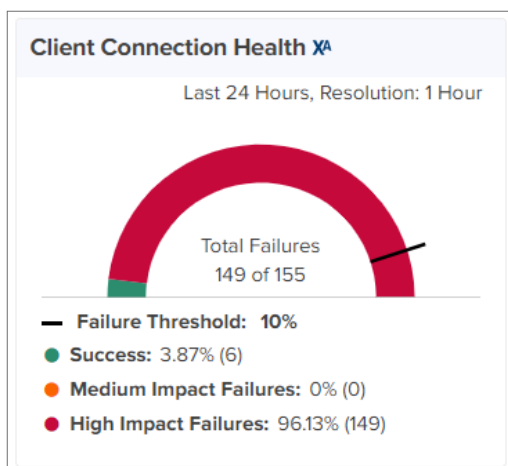 Client Connection Health XA
Last 24 Hours, Resolution: 1 Hour
Total Failures
149 of 155
Failure Threshold: 10%
Success: 3.87% (6)
Medium Impact Failures: 0% (0)
High Impact Failures: 96.13% (149)